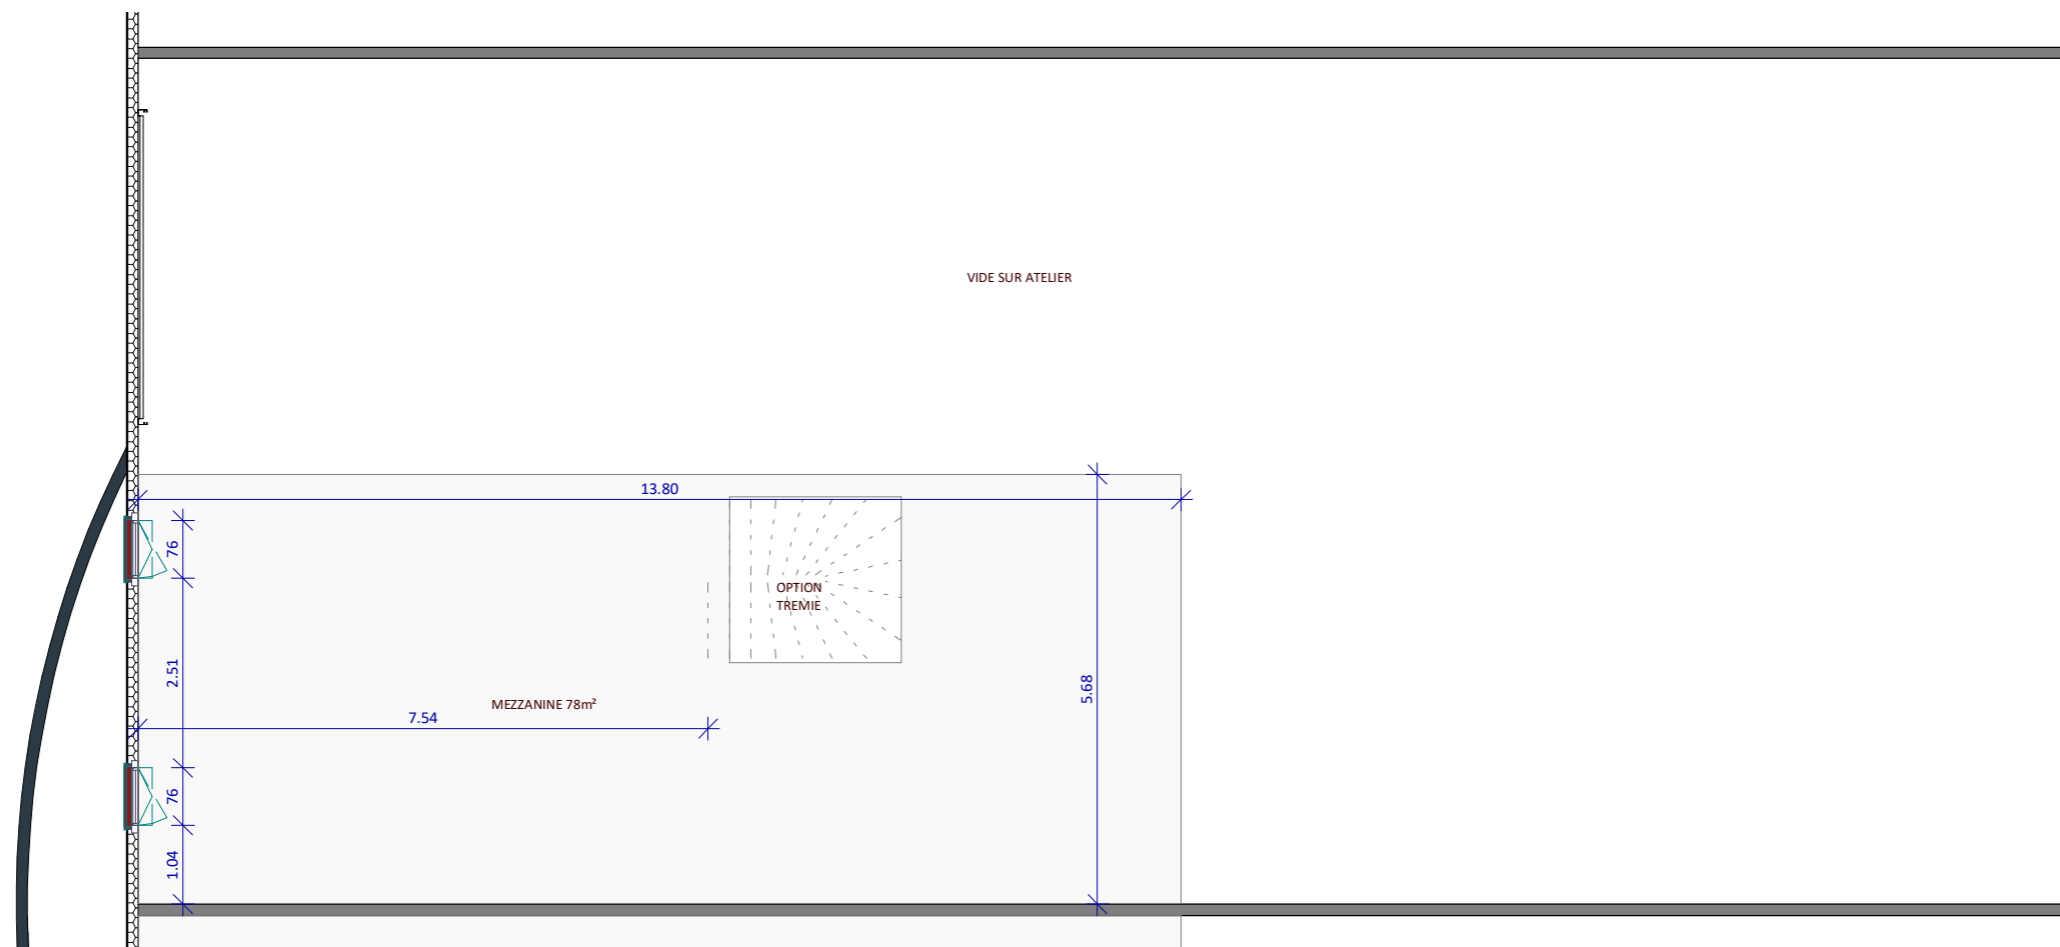 VIDE SUR ATELIER
13.80
76
OPTION
TREMIE
2.51
5.68
MEZZANINE 78m²
7.54
76
1.04